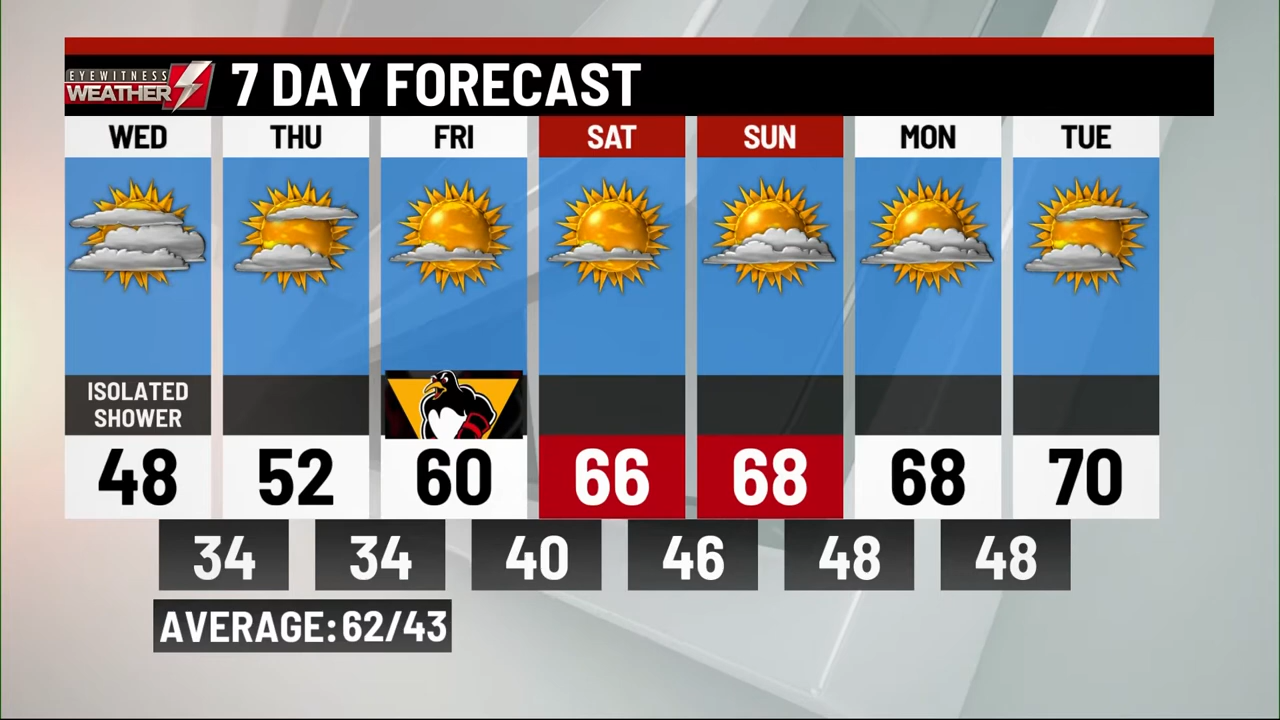 EYEWITNESS
WEATHER
7 DAY FORECAST
WED THU FRI SAT SUN MON TUE
ISOLATED
SHOWER
48 52 60 66 68 68 70
34 34 40 46 48 48
AVERAGE: 62/43